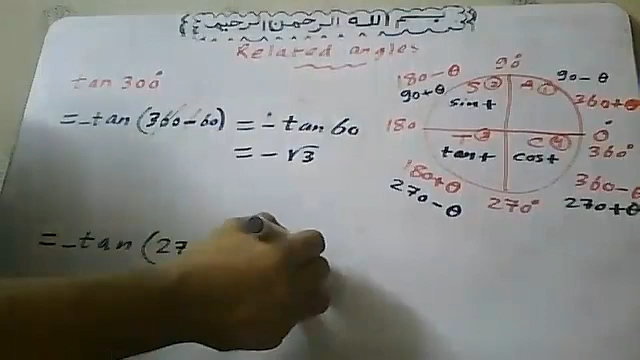 بسم الله الرحمن الرحيم
Related angles
tan 300°
= -tan (360-60) = - tan 60
= - √3
= -tan (27
90°
180-θ
90+θ
S ②
A ①
90-θ
360+θ
sin+
180
0°
360°
T ③
C ④
tan+
cos+
180+θ
270-θ
270°
360-θ
270+θ